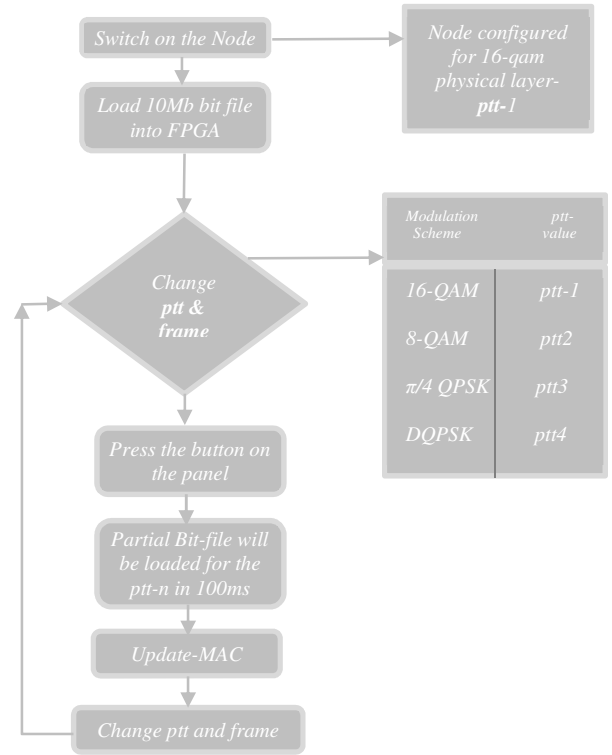 Switch on the Node
Node configured
for 16-qam
physical layer-
ptt-1
Load 10Mb bit file
into FPGA
Change
ptt &
frame
Modulation ptt-
Scheme value
16-QAM ptt-1
8-QAM ptt2
π/4 QPSK ptt3
DQPSK ptt4
Press the button on
the panel
Partial Bit-file will
be loaded for the
ptt-n in 100ms
Update-MAC
Change ptt and frame